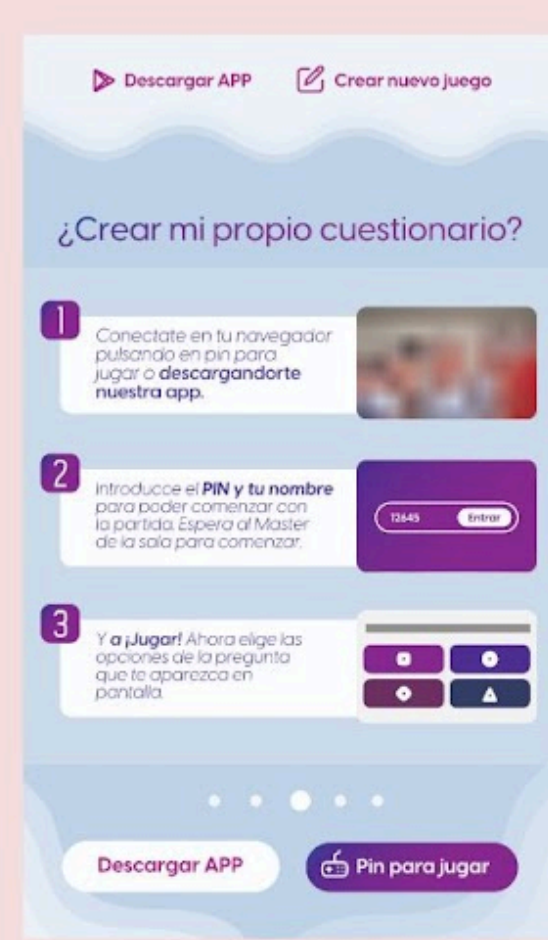 Descargar APP
Crear nuevo juego
¿Crear mi propio cuestionario?
1
Conectate en tu navegador
pulsando en pin para
jugar o descargandorte
nuestra app.
2
Introducce el PIN y tu nombre
para poder comenzar con
la partida. Espera al Master
de la sala para comenzar.
12645
Entrar
3
Y a ¡Jugar! Ahora elige las
opciones de la pregunta
que te aparezca en
pantalla.
Descargar APP
Pin para jugar